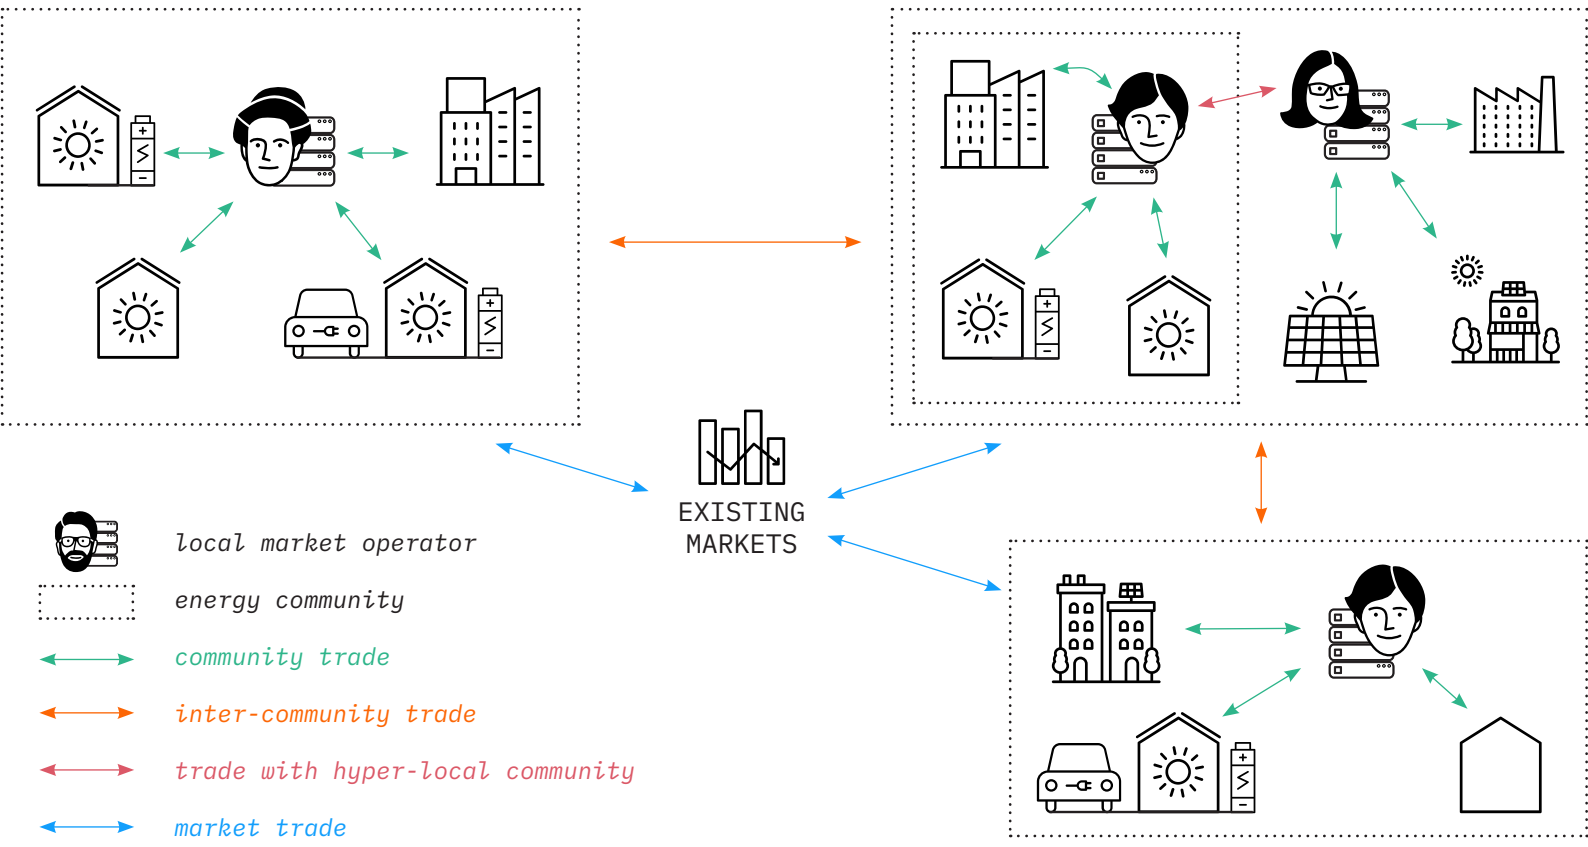 EXISTING
MARKETS
local market operator
energy community
community trade
inter-community trade
trade with hyper-local community
market trade